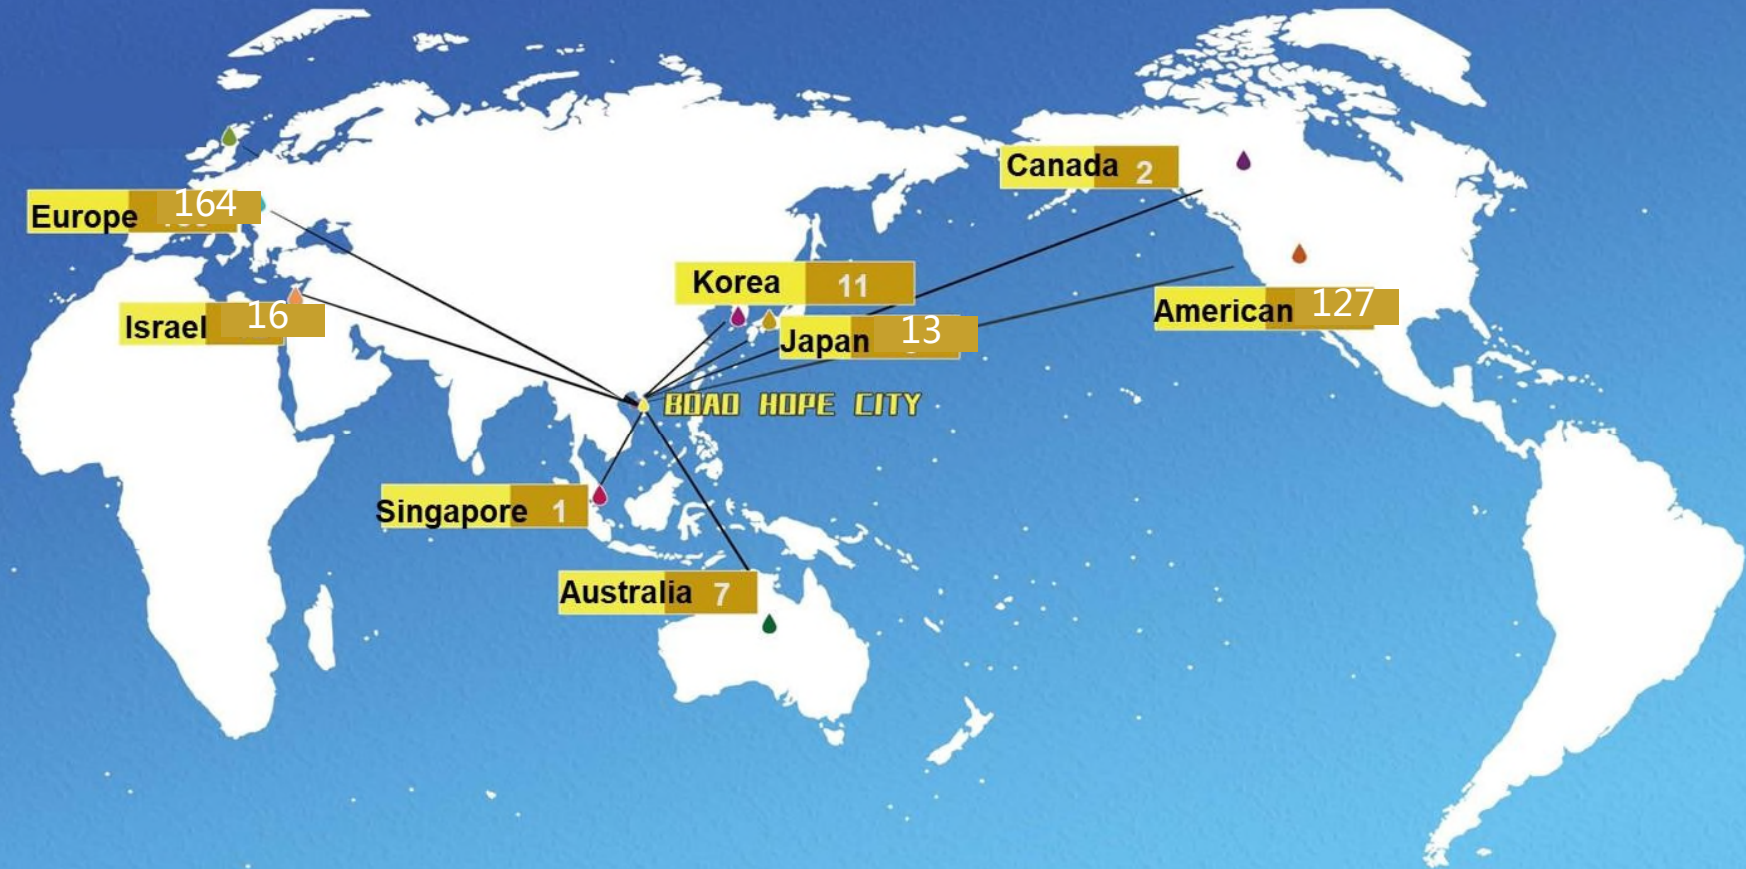 Canada 2
Europe 164
Korea 11
American 127
Israel 16
Japan 13
BOAO HOPE CITY
Singapore 1
Australia 7